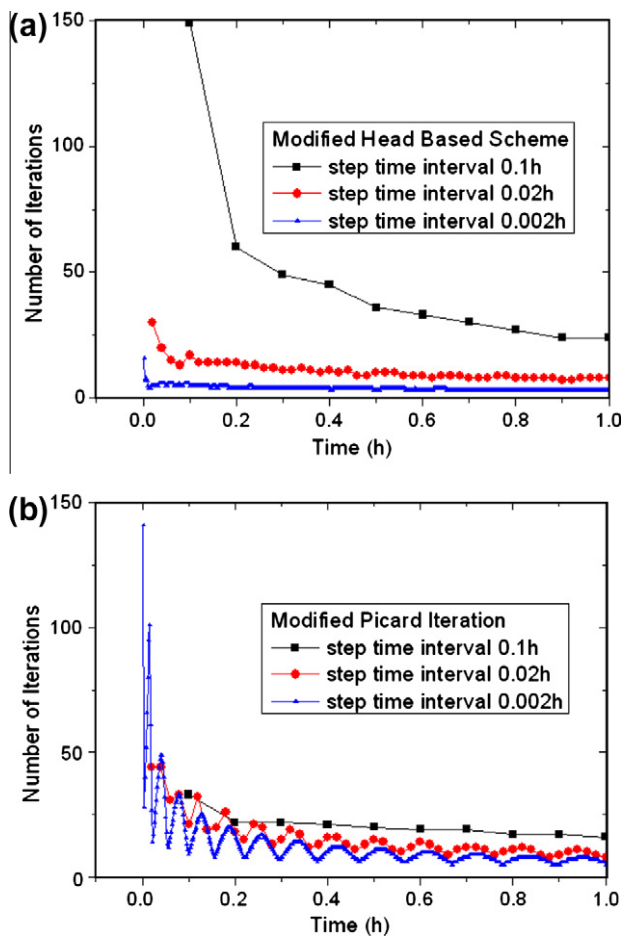 (a)
150
100
50
0
Number of Iterations
Modified Head Based Scheme
step time interval 0.1h
step time interval 0.02h
step time interval 0.002h
0.0 0.2 0.4 0.6 0.8 1.0
Time (h)
(b)
150
100
50
0
Number of Iterations
Modified Picard Iteration
step time interval 0.1h
step time interval 0.02h
step time interval 0.002h
0.0 0.2 0.4 0.6 0.8 1.0
Time (h)